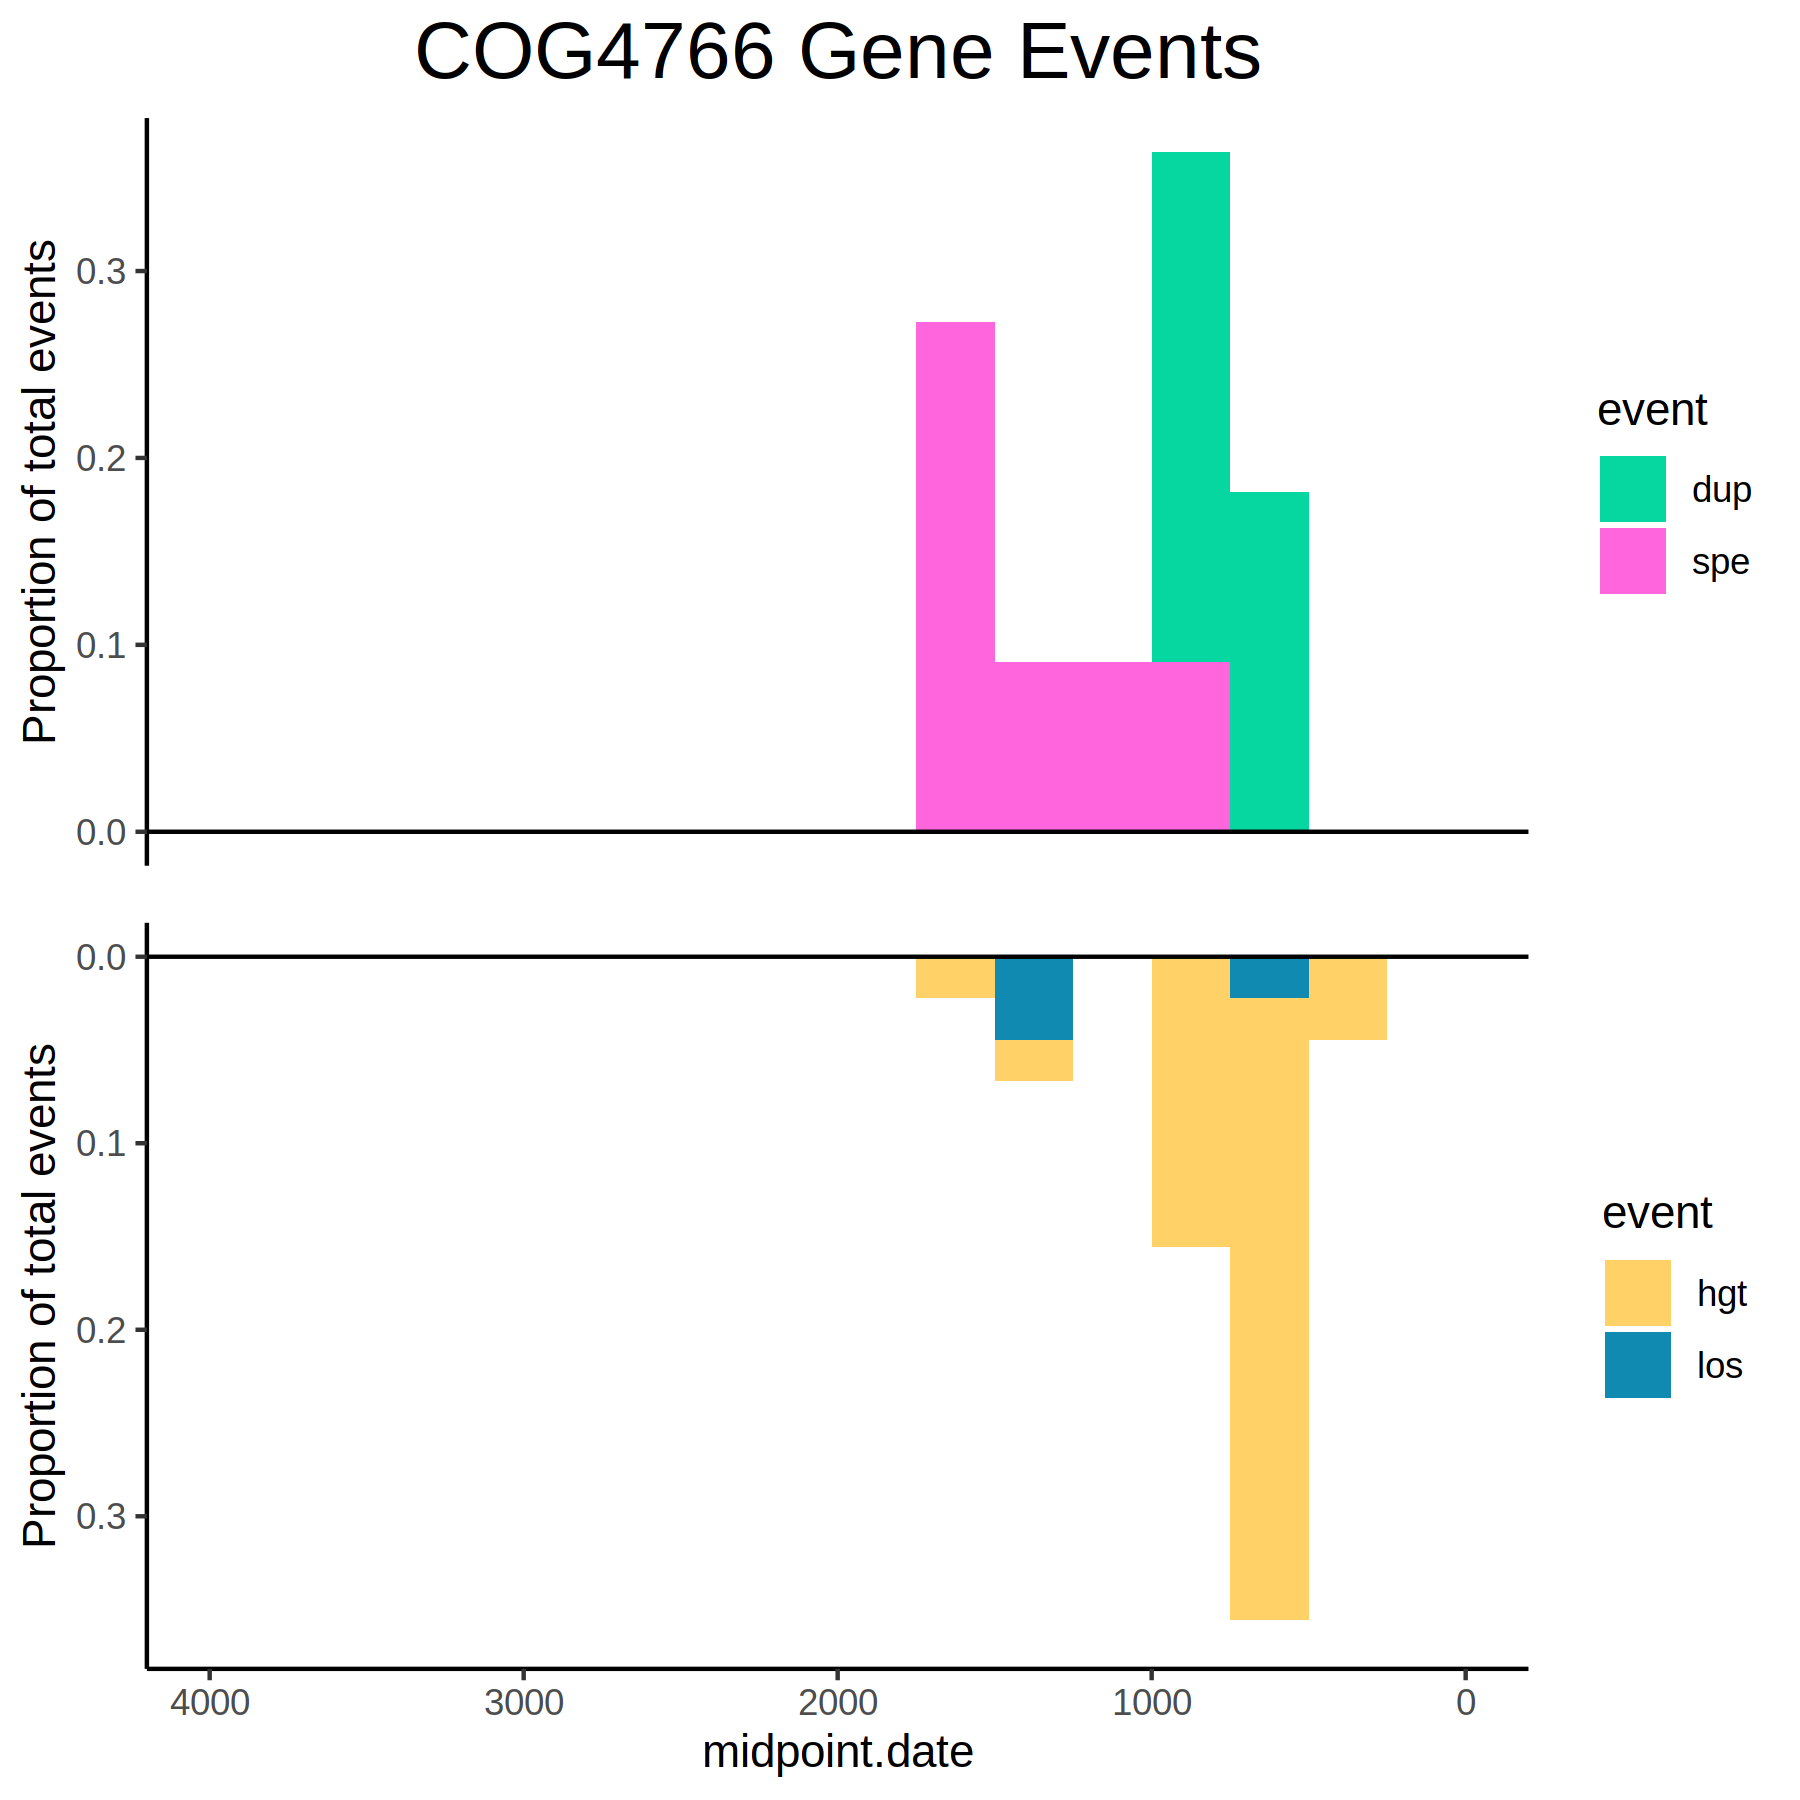 COG4766 Gene Events
Proportion of total events
0.3
0.2
0.1
0.0
event
dup
spe
Proportion of total events
0.0
0.1
0.2
0.3
event
hgt
los
4000 3000 2000 1000 0
midpoint.date